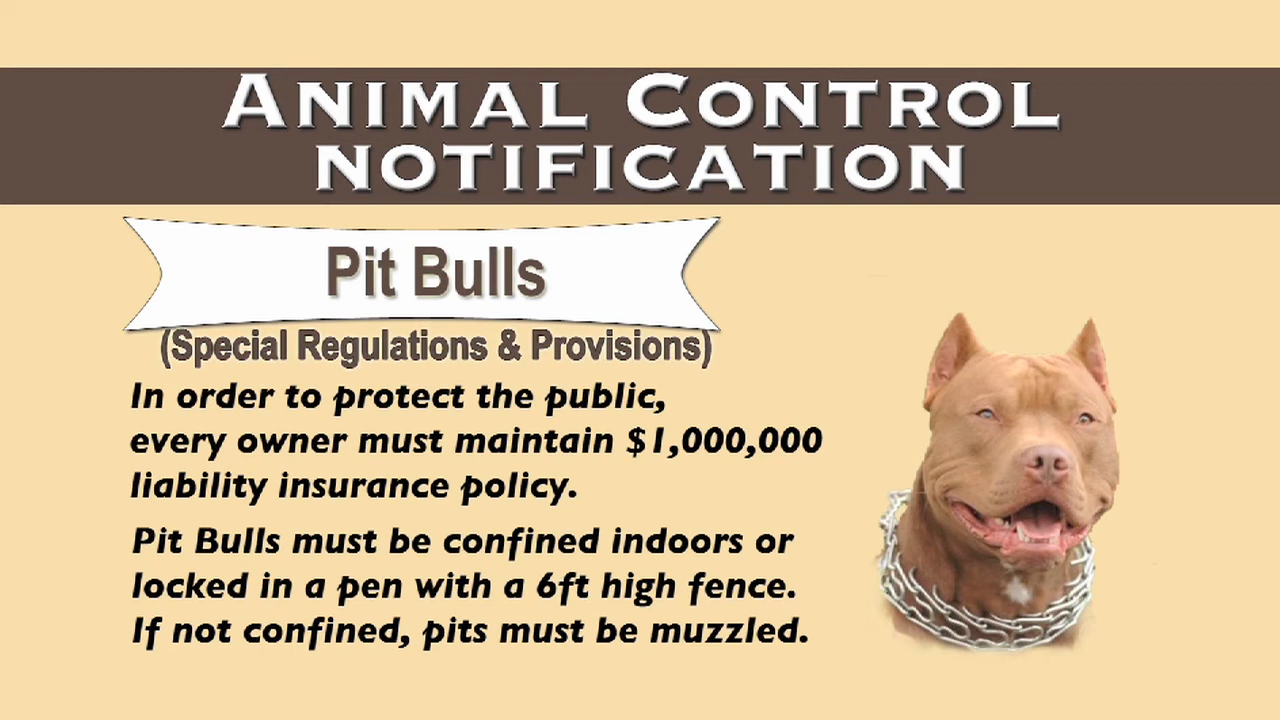 ANIMAL CONTROL
NOTIFICATION
Pit Bulls
(Special Regulations & Provisions)
In order to protect the public,
every owner must maintain $1,000,000
liability insurance policy.
Pit Bulls must be confined indoors or
locked in a pen with a 6ft high fence.
If not confined, pits must be muzzled.